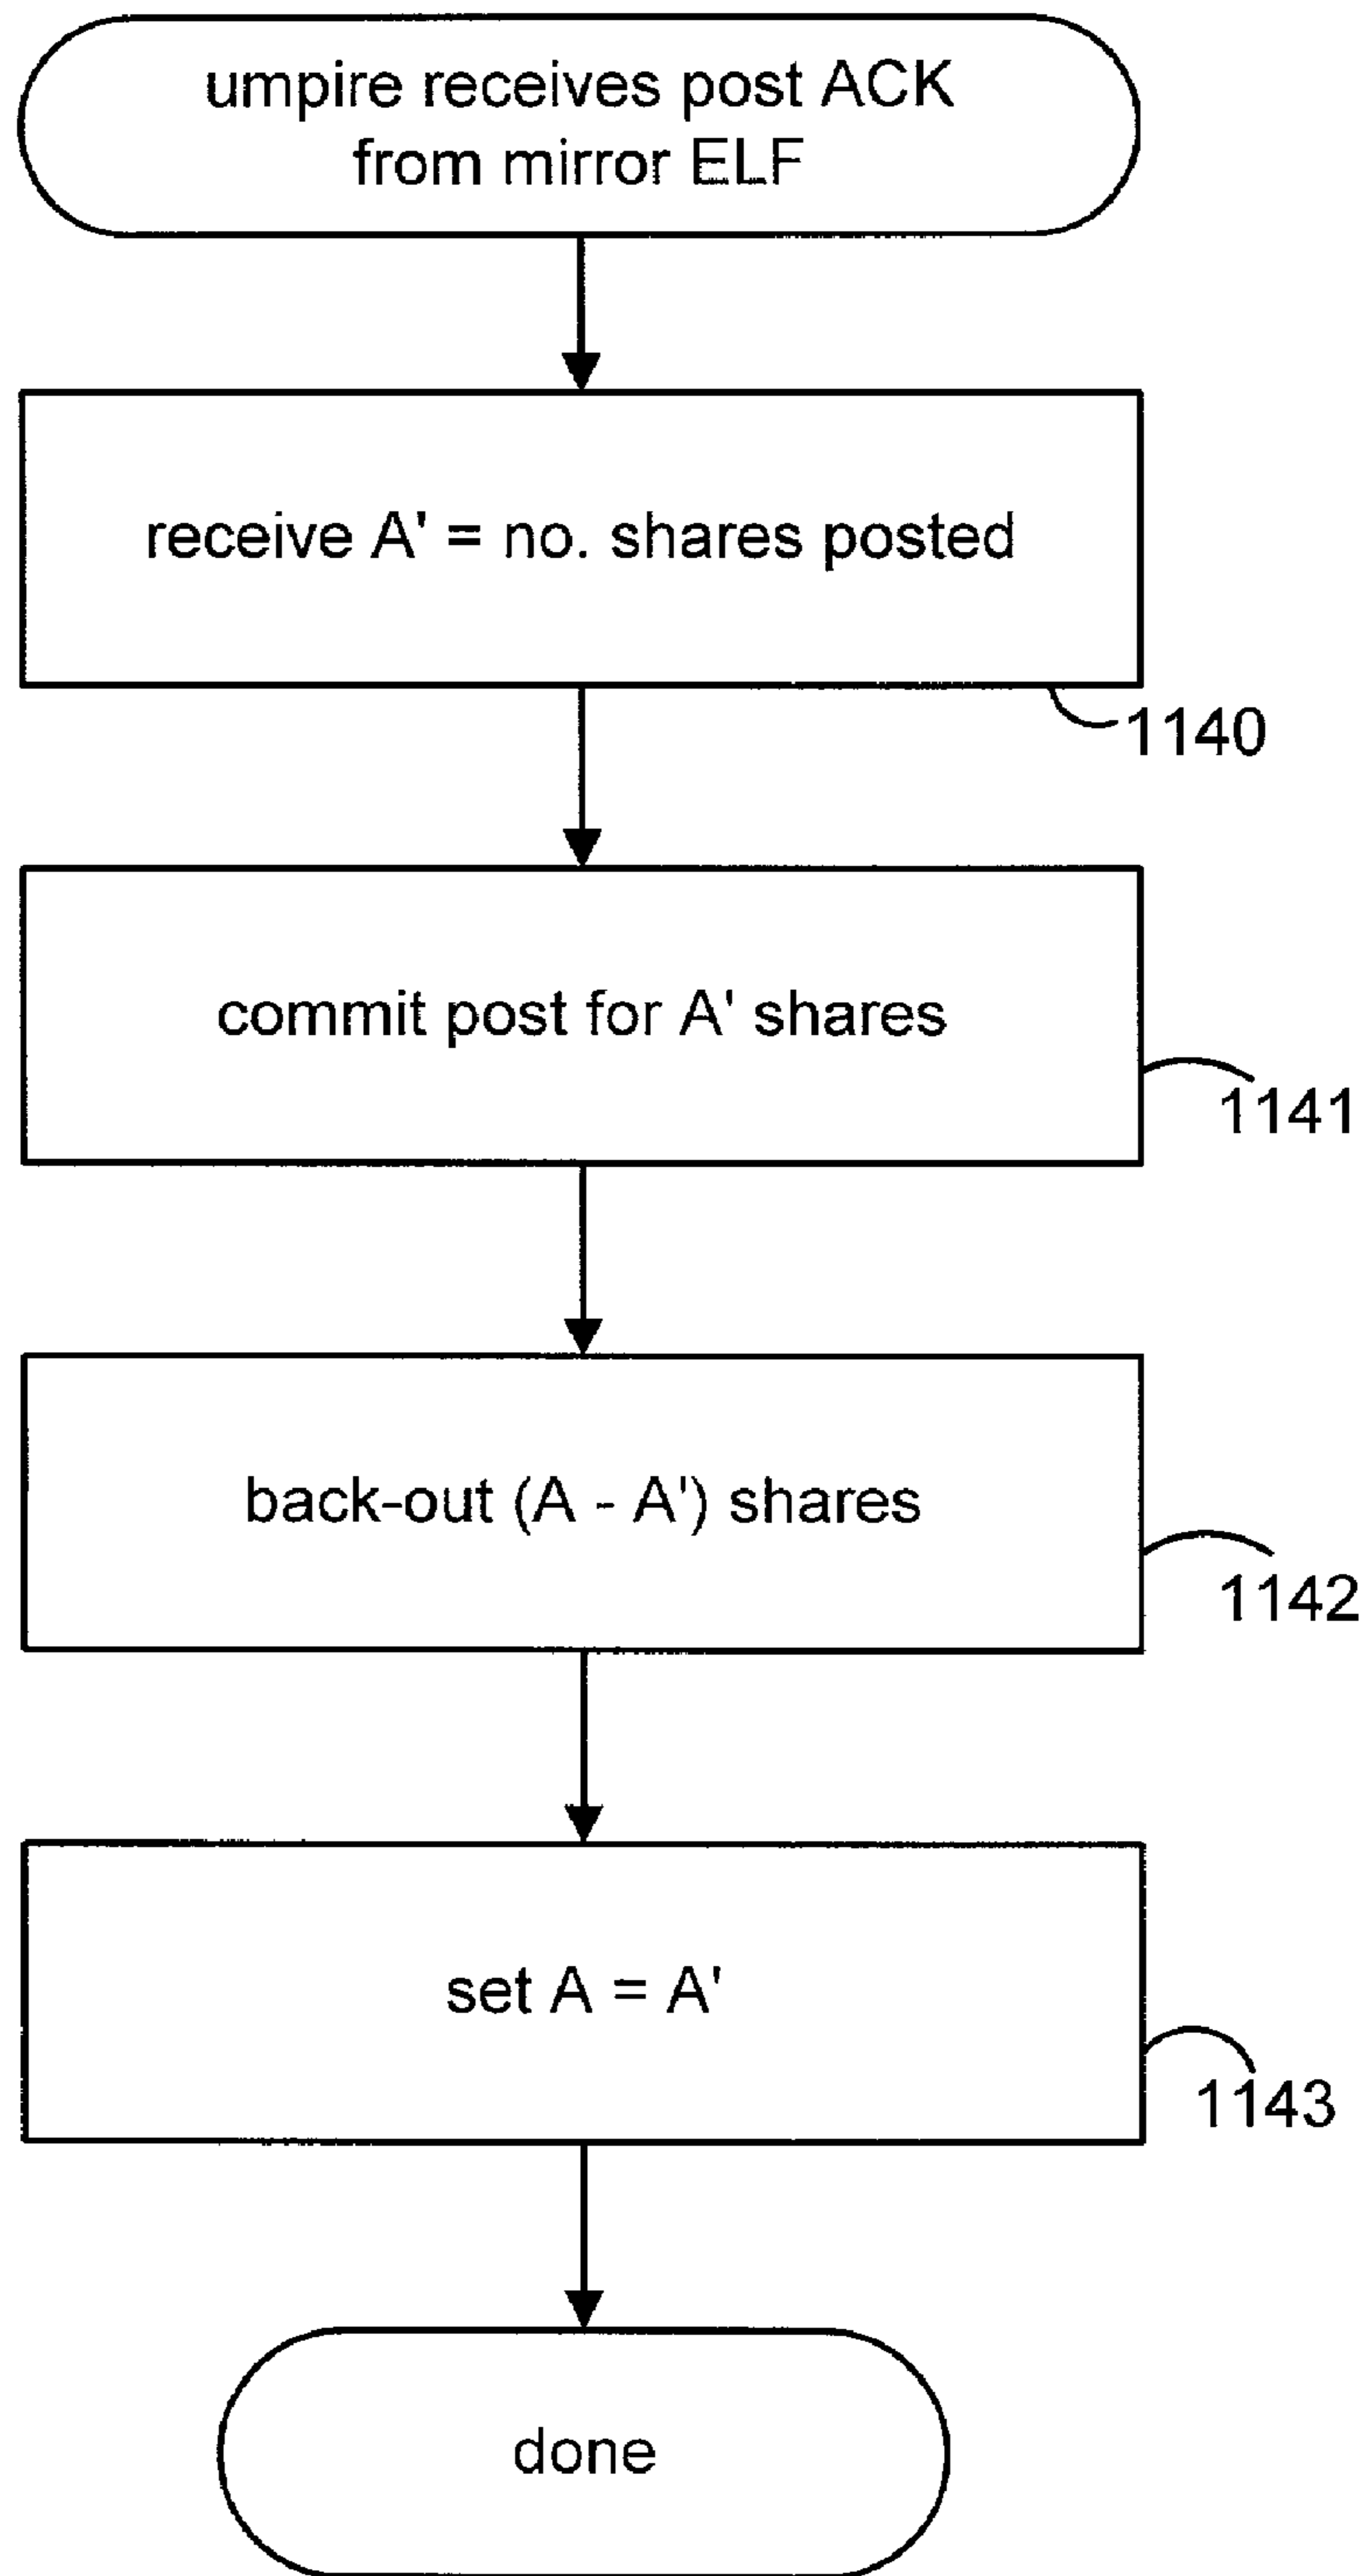 umpire receives post ACK
from mirror ELF
receive A' = no. shares posted
1140
commit post for A' shares
1141
back-out (A - A') shares
1142
set A = A'
1143
done